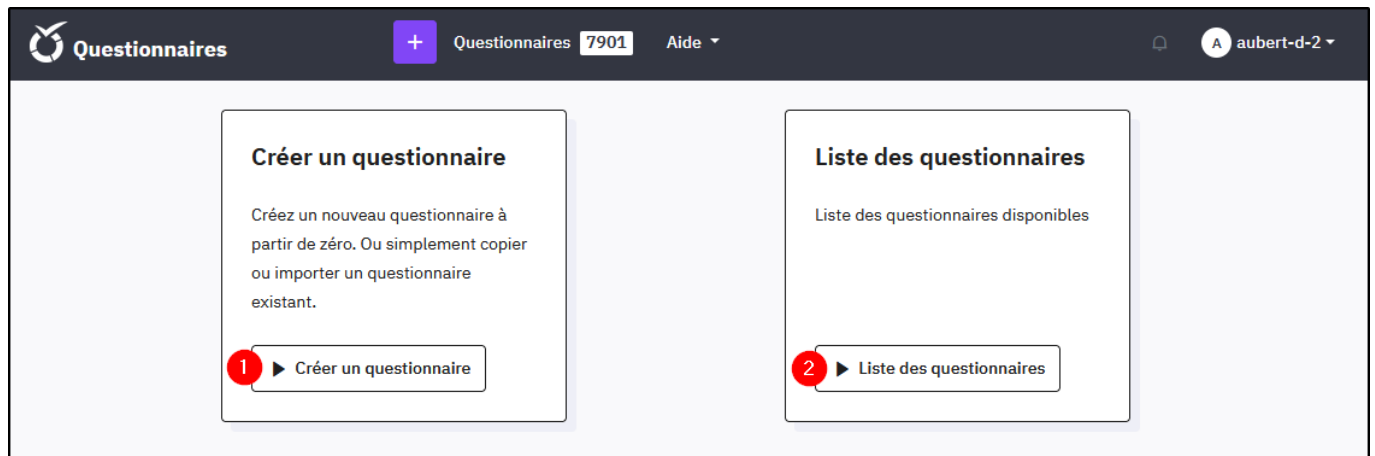 Questionnaires
+ Questionnaires 7901 Aide
A aubert-d-2
Créer un questionnaire
Créez un nouveau questionnaire à
partir de zéro. Ou simplement copier
ou importer un questionnaire
existant.
1 Créer un questionnaire
Liste des questionnaires
Liste des questionnaires disponibles
2 Liste des questionnaires